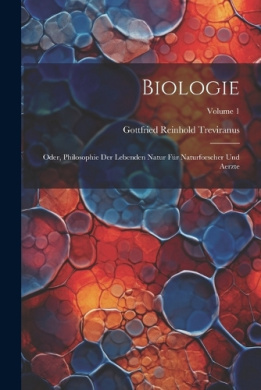 Biologie
Gottfried Reinhold Treviranus
Oder, Philosophie Der Lebenden Natur Für Naturforscher Und
Aerzte
Volume 1